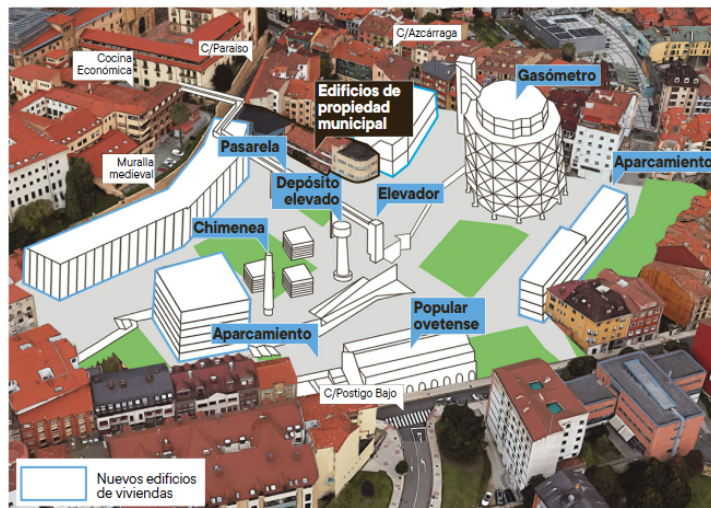 C/Azcárraga
C/Paraíso
Cocina
Económica
Gasómetro
Edificios de
propiedad
municipal
Pasarela
Muralla
medieval
Aparcamiento
Depósito
elevado
Elevador
Chimenea
Popular
ovetense
Aparcamiento
C/Postigo Bajo
Nuevos edificios
de viviendas